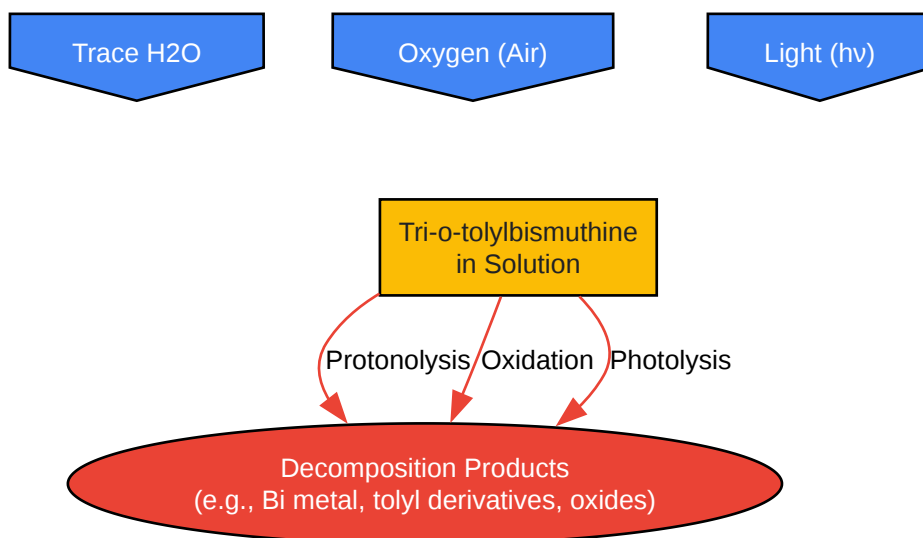 Trace H2O
Oxygen (Air)
Light (hν)
Tri-o-tolylbismuthine
in Solution
Protonolysis
Oxidation
Photolysis
Decomposition Products
(e.g., Bi metal, tolyl derivatives, oxides)